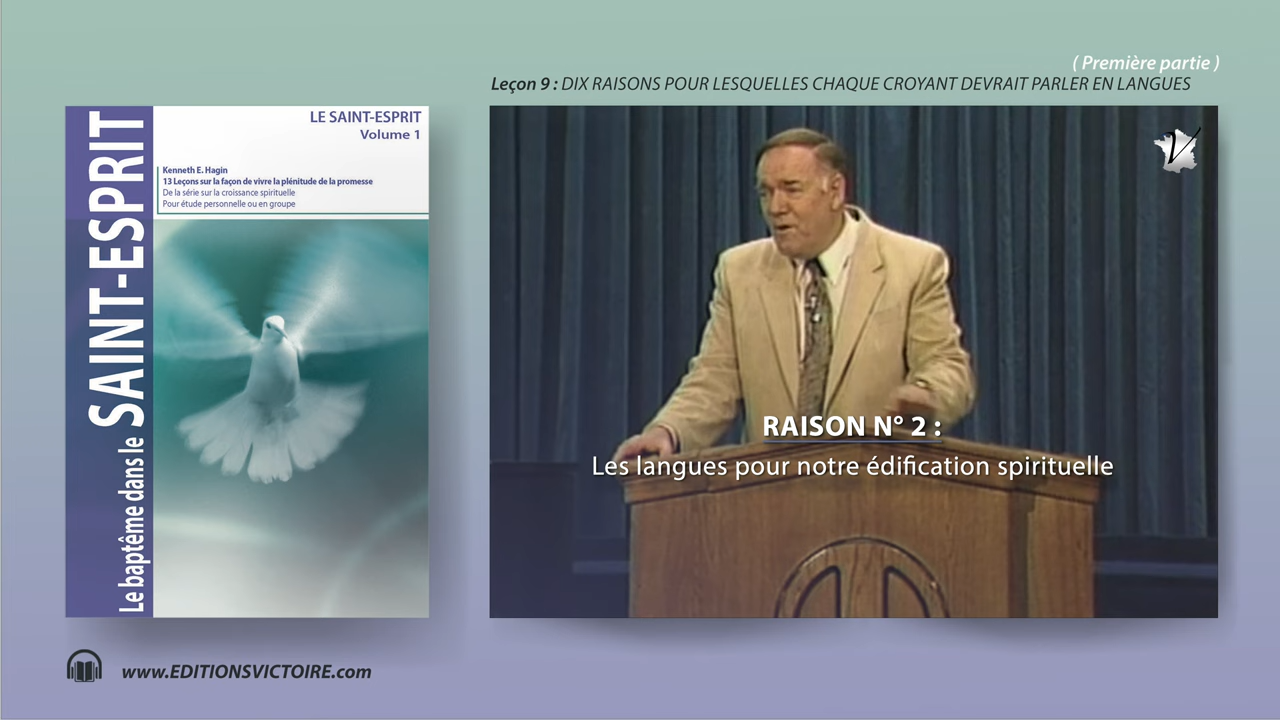 ( Première partie )
Leçon 9 : DIX RAISONS POUR LESQUELLES CHAQUE CROYANT DEVRAIT PARLER EN LANGUES
Le baptême dans le SAINT-ESPRIT
LE SAINT-ESPRIT
Volume 1
Kenneth E. Hagin
13 Leçons sur la façon de vivre la plénitude de la promesse
De la série sur la croissance spirituelle
Pour étude personnelle ou en groupe
V
RAISON N° 2 :
Les langues pour notre édification spirituelle
www.EDITIONSVICTOIRE.com